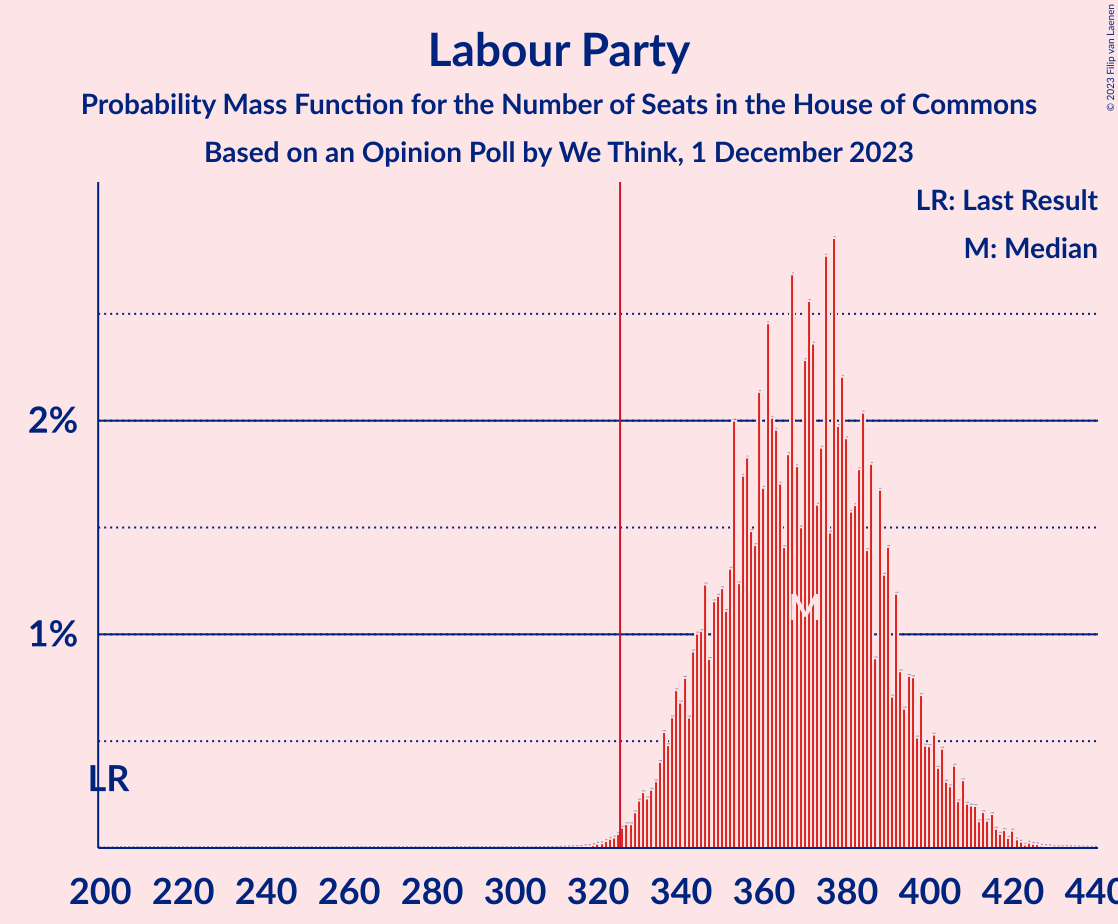 Labour Party
Probability Mass Function for the Number of Seats in the House of Commons
Based on an Opinion Poll by We Think, 1 December 2023
© 2023 Filip van Laenen
LR: Last Result
M: Median
2%
1%
M
LR
200 220 240 260 280 300 320 340 360 380 400 420 440